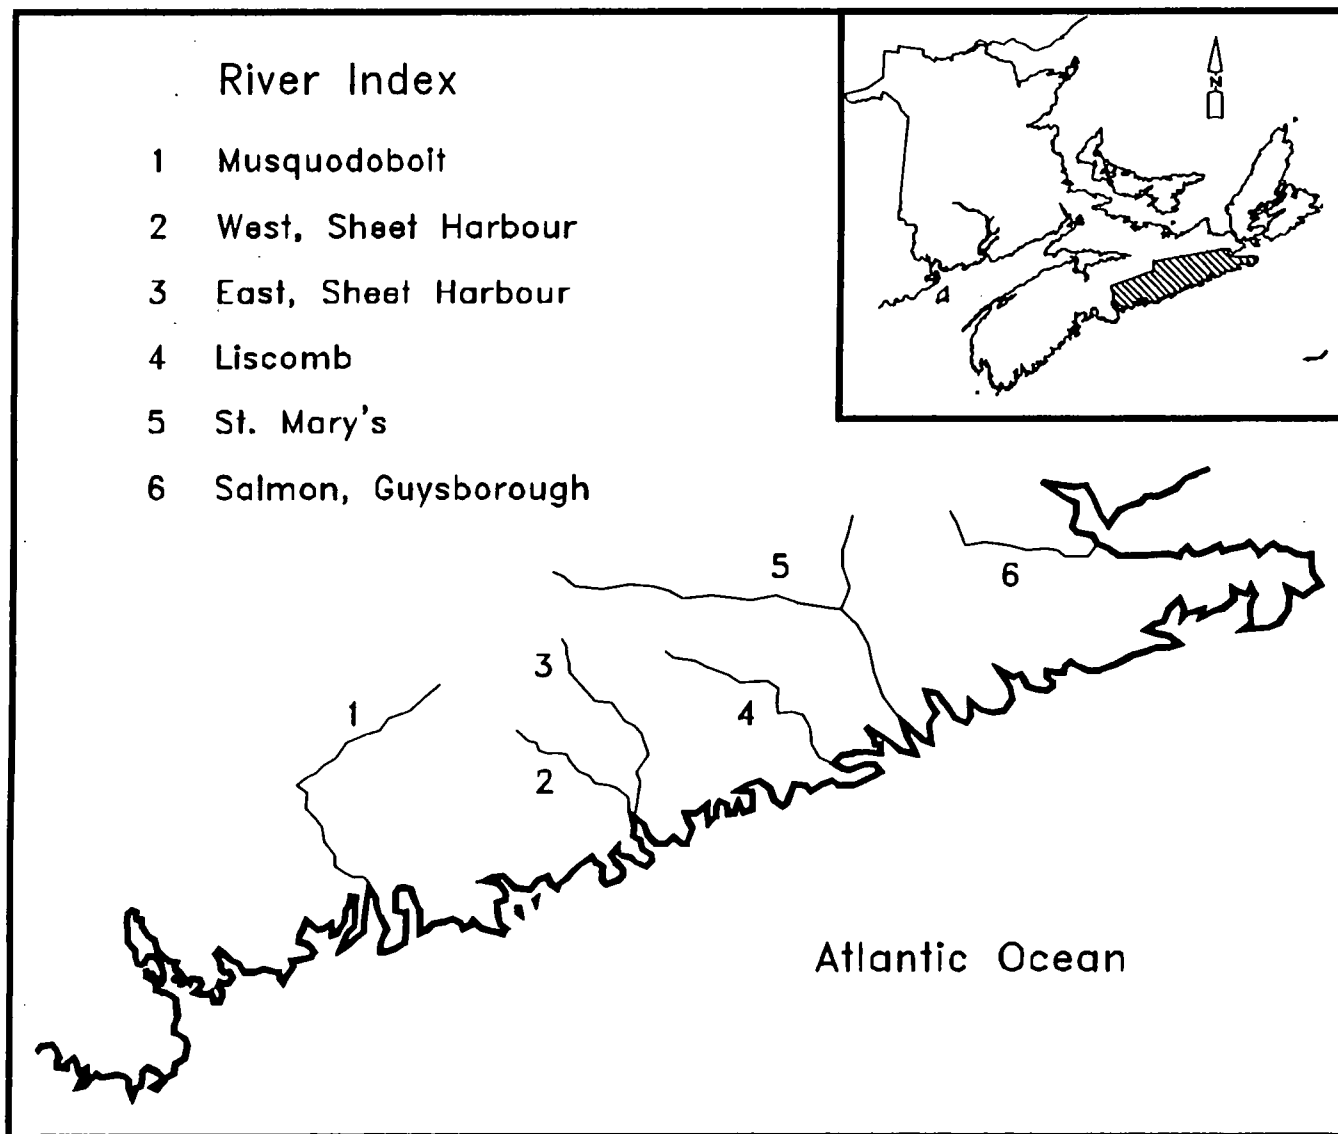 River Index
1 Musquodoboit
2 West, Sheet Harbour
3 East, Sheet Harbour
4 Liscomb
5 St. Mary's
6 Salmon, Guysborough
N
5
6
3
1
4
2
Atlantic Ocean